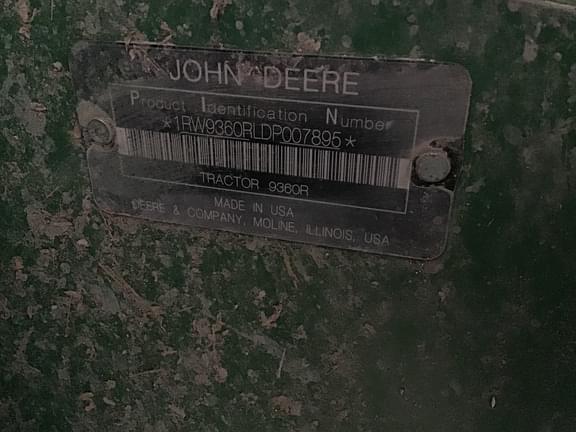 JOHN DEERE
Product Identification Number
*1RW9360RLDP007895*
TRACTOR 9360R
MADE IN USA
DEERE & COMPANY, MOLINE, ILLINOIS, USA